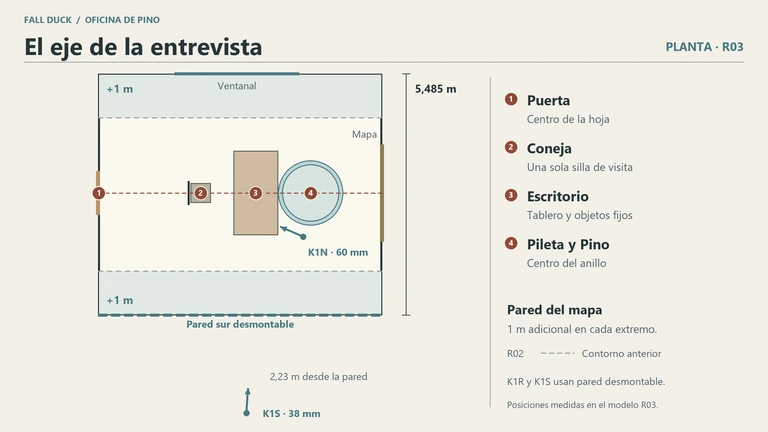 FALL DUCK / OFICINA DE PINO
El eje de la entrevista
PLANTA · R03
+1 m
Ventanal
5,485 m
Mapa
1
2
3
4
K1N · 60 mm
+1 m
Pared sur desmontable
2,23 m desde la pared
K1S · 38 mm
1 Puerta
Centro de la hoja
2 Coneja
Una sola silla de visita
3 Escritorio
Tablero y objetos fijos
4 Pileta y Pino
Centro del anillo
Pared del mapa
1 m adicional en cada extremo.
R02 Contorno anterior
K1R y K1S usan pared desmontable.
Posiciones medidas en el modelo R03.